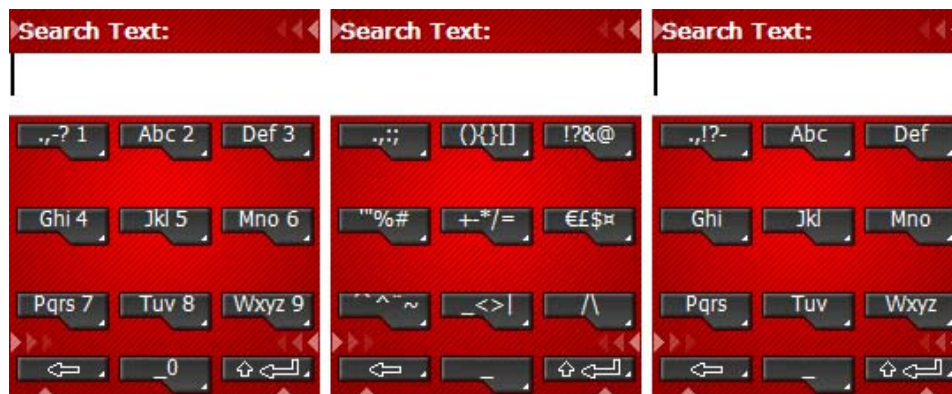 Search Text: Search Text: Search Text:
.,-? 1 Abc 2 Def 3 .,:; (){}[] !?&@ .,!?- Abc Def
Ghi 4 Jkl 5 Mno 6 '"%# +-*/= €£$¤ Ghi Jkl Mno
Pqrs 7 Tuv 8 Wxyz 9 ´`^¨~ _<>| /\ Pqrs Tuv Wxyz
_0 _ _